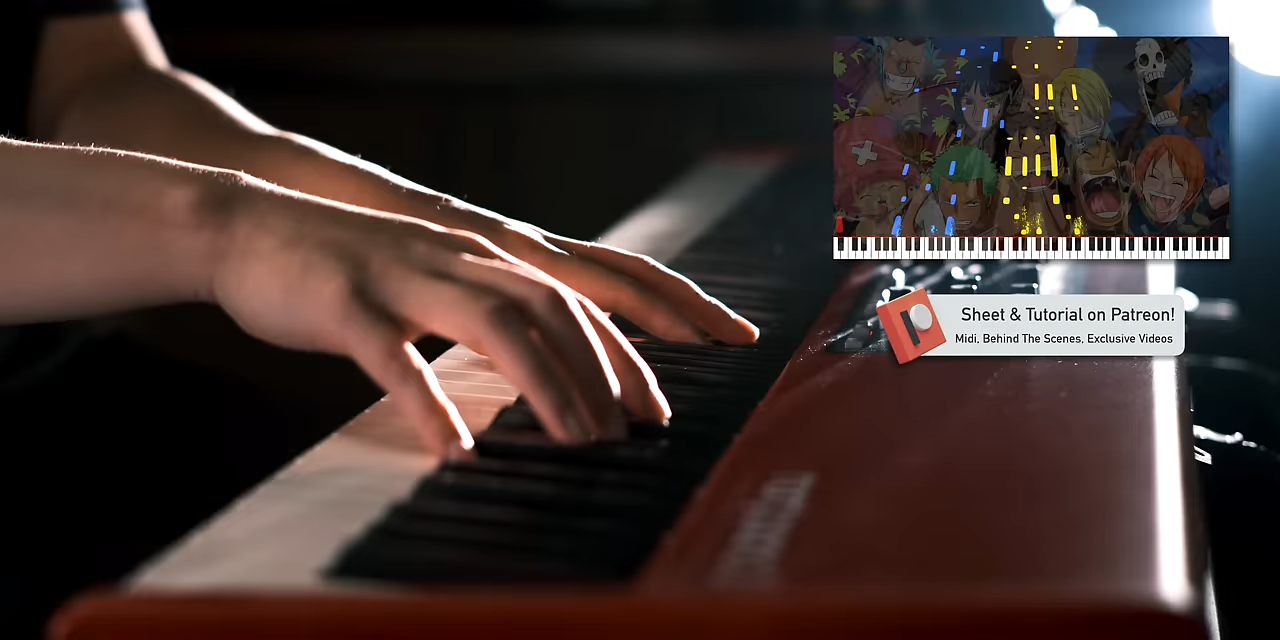 Sheet & Tutorial on Patreon!
Midi, Behind The Scenes, Exclusive Videos